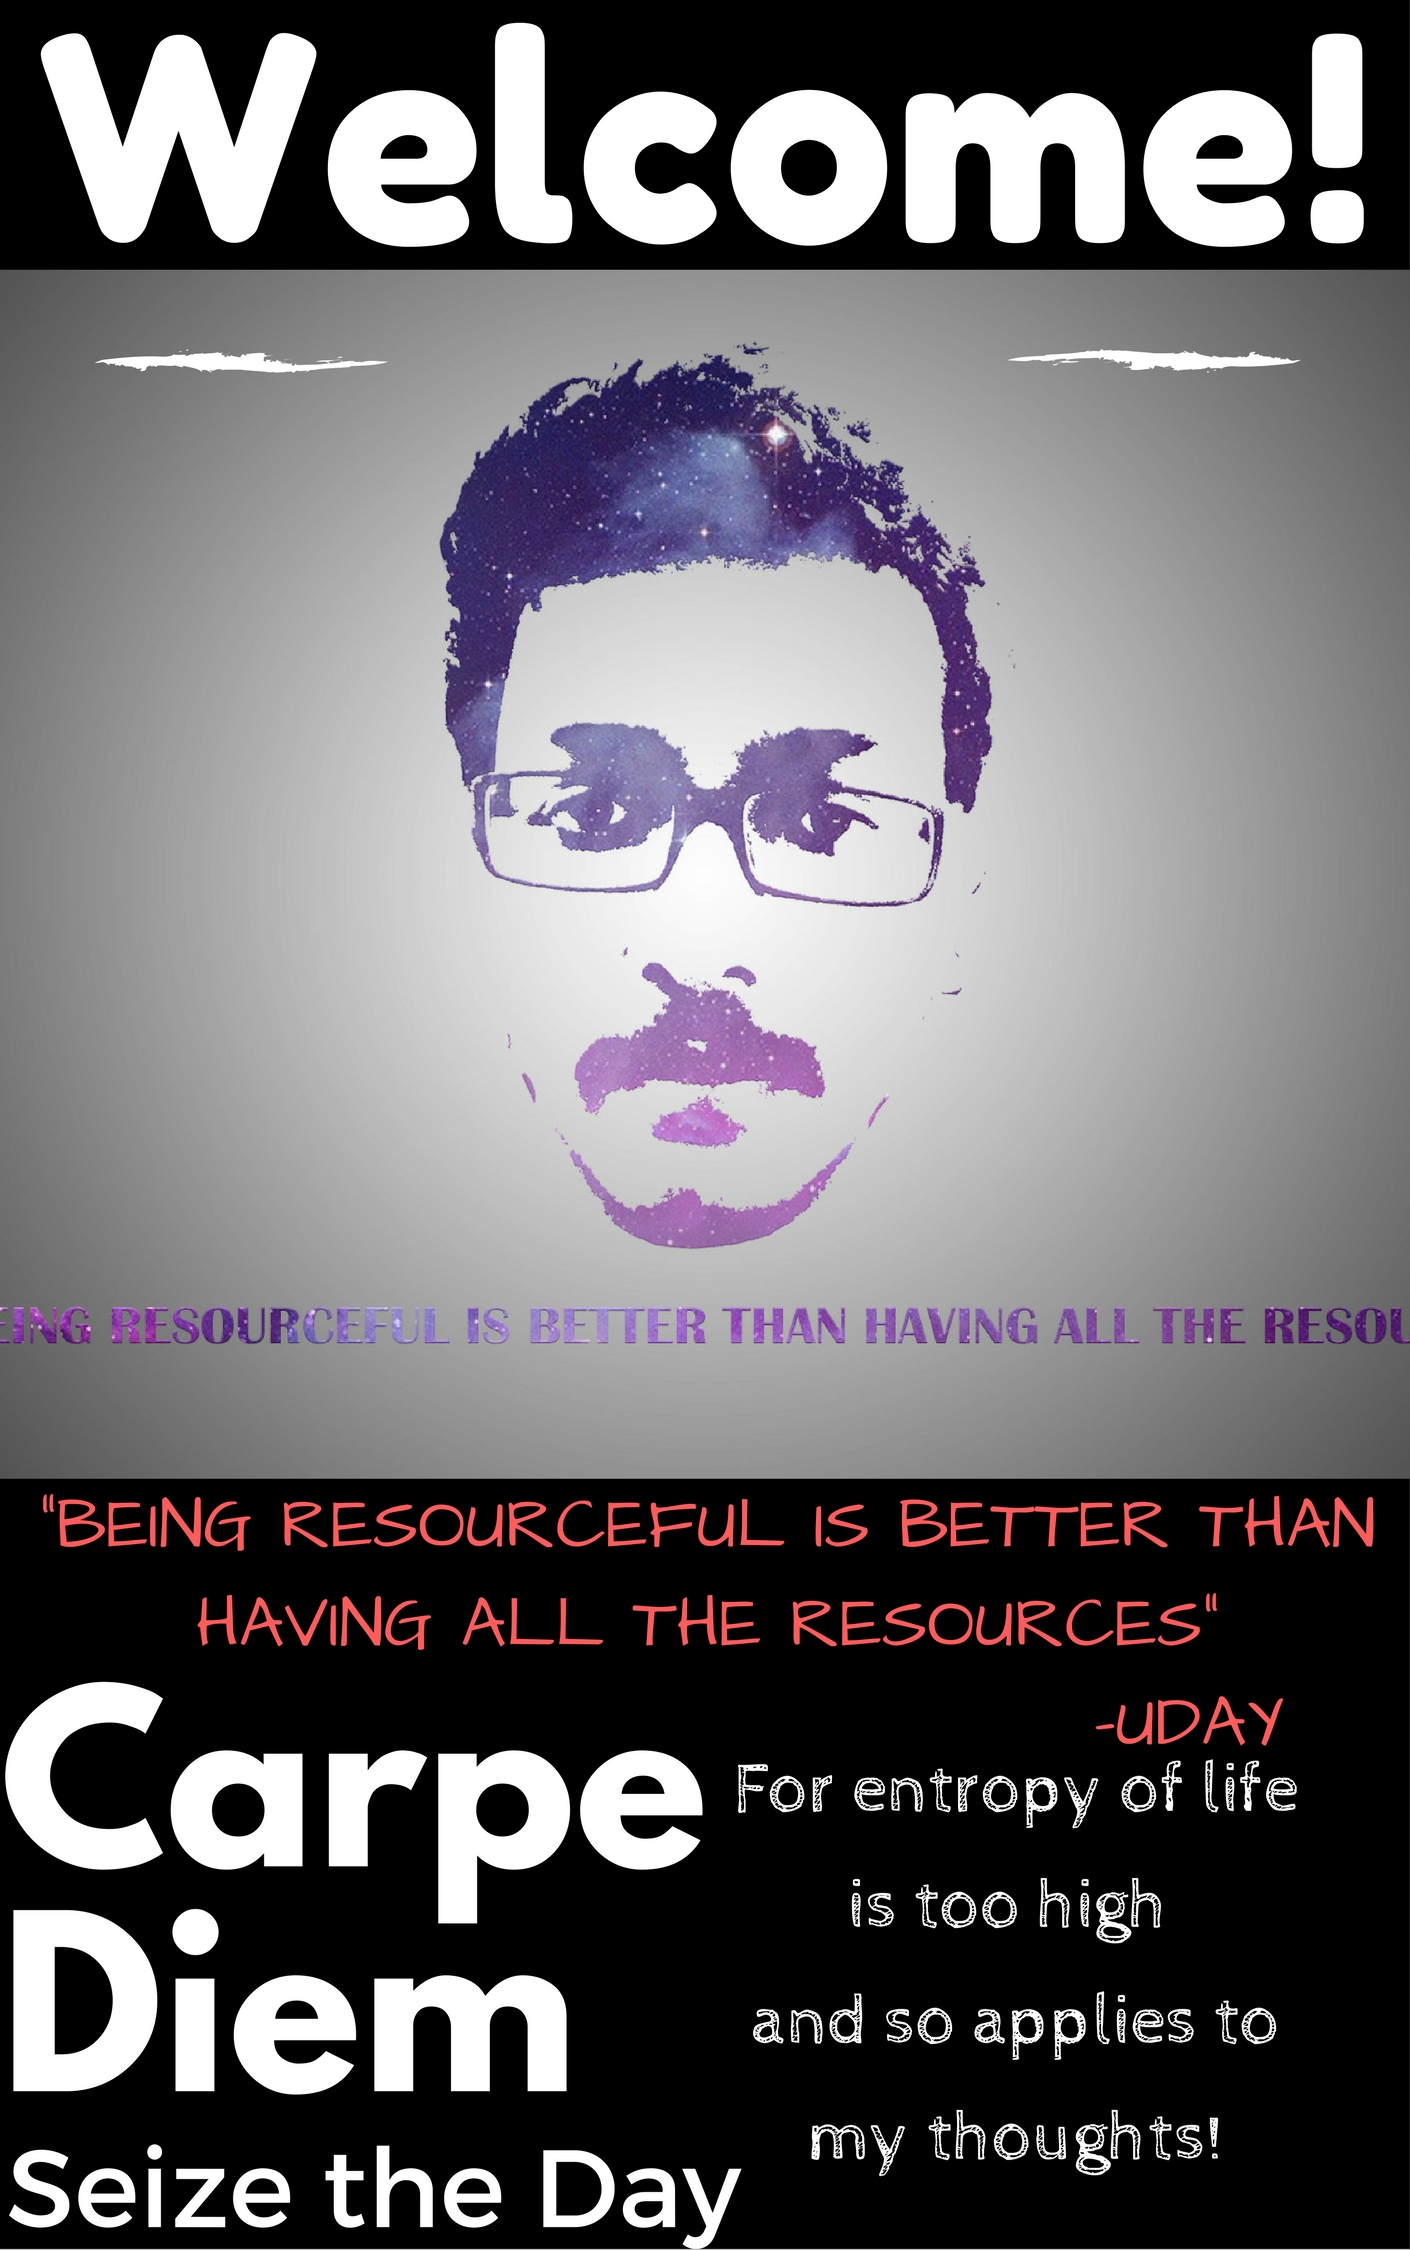 Welcome!
EING RESOURCEFUL IS BETTER THAN HAVING ALL THE RESOU
"BEING RESOURCEFUL IS BETTER THAN
HAVING ALL THE RESOURCES"
-UDAY
Carpe
Diem
Seize the Day
For entropy of life
is too high
and so applies to
my thoughts!